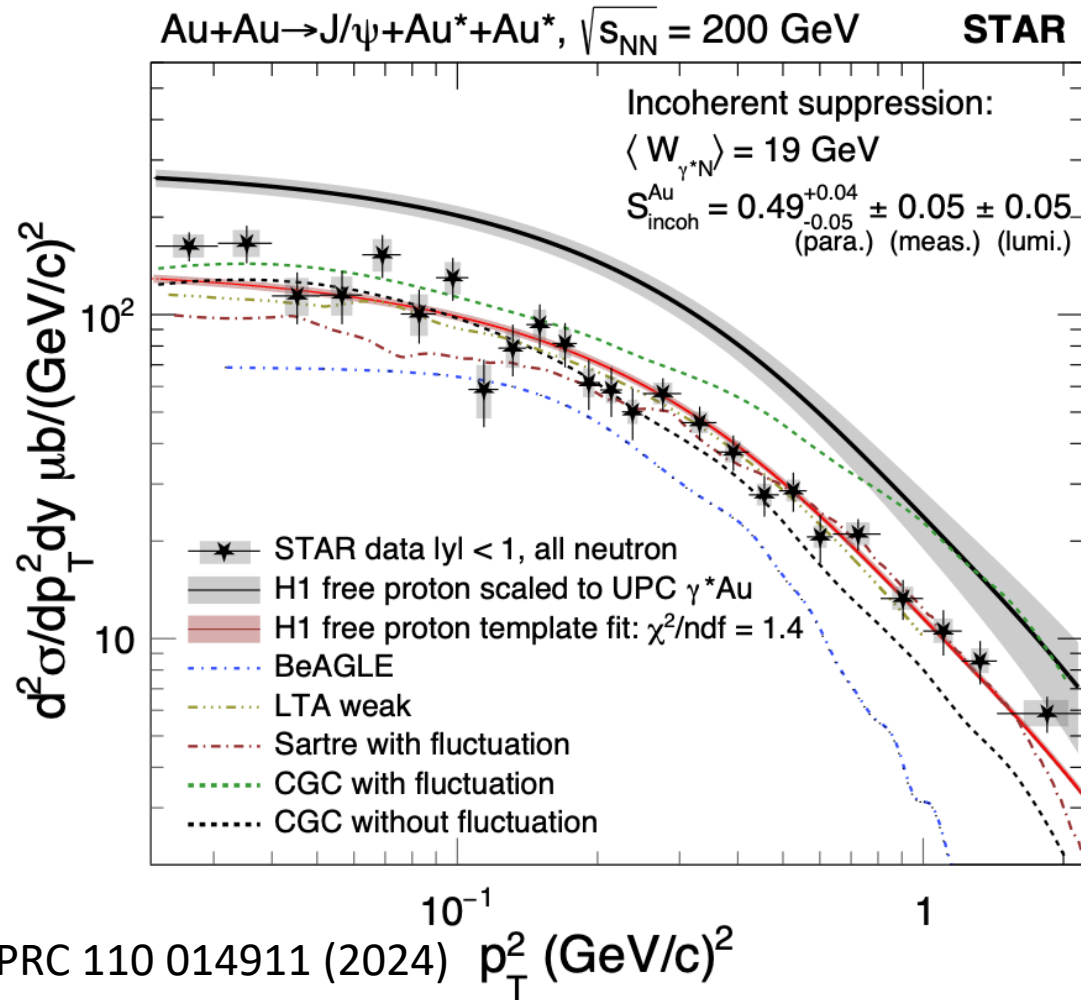 Au+Au→J/ψ+Au*+Au*, √s_NN = 200 GeV STAR
Incoherent suppression:
⟨ W_γ*N ⟩ = 19 GeV
S^Au_incoh = 0.49^+0.04_-0.05 ± 0.05 ± 0.05
(para.) (meas.) (lumi.)
d²σ/dp_T²dy μb/(GeV/c)²
10²
10
STAR data |y| < 1, all neutron
H1 free proton scaled to UPC γ*Au
H1 free proton template fit: χ²/ndf = 1.4
BeAGLE
LTA weak
Sartre with fluctuation
CGC with fluctuation
CGC without fluctuation
10⁻¹ 1
PRC 110 014911 (2024) p_T² (GeV/c)²